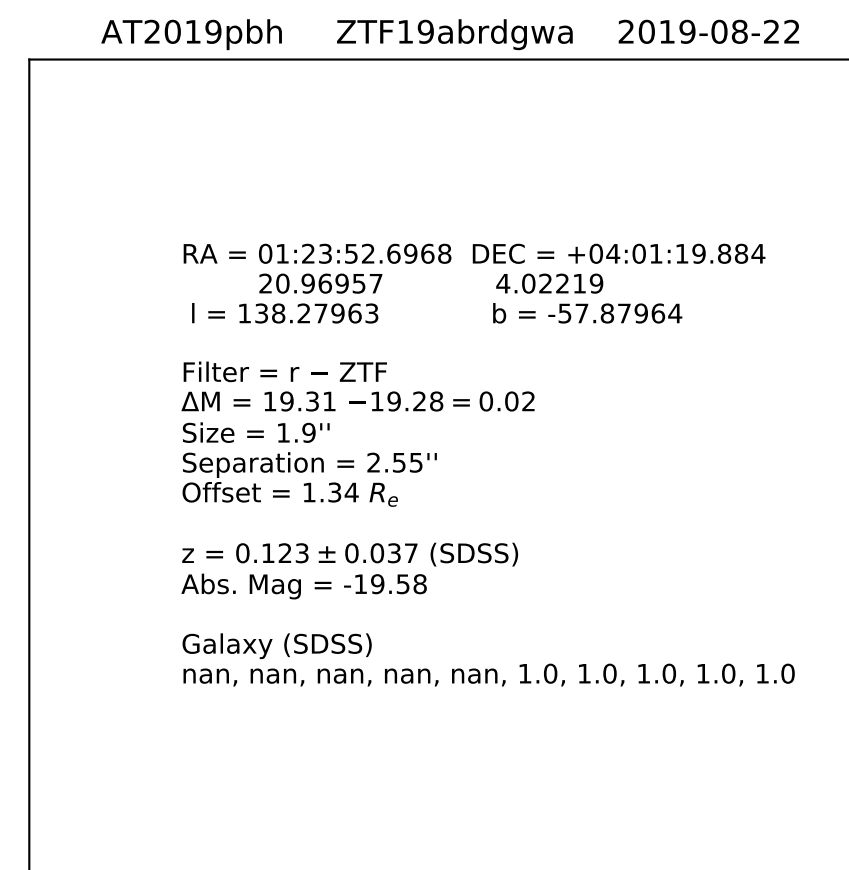 AT2019pbh ZTF19abrdgwa 2019-08-22
RA = 01:23:52.6968 DEC = +04:01:19.884
20.96957 4.02219
l = 138.27963 b = -57.87964
Filter = r − ZTF
ΔM = 19.31 −19.28 = 0.02
Size = 1.9''
Separation = 2.55''
Offset = 1.34 Re
z = 0.123 ± 0.037 (SDSS)
Abs. Mag = -19.58
Galaxy (SDSS)
nan, nan, nan, nan, nan, 1.0, 1.0, 1.0, 1.0, 1.0